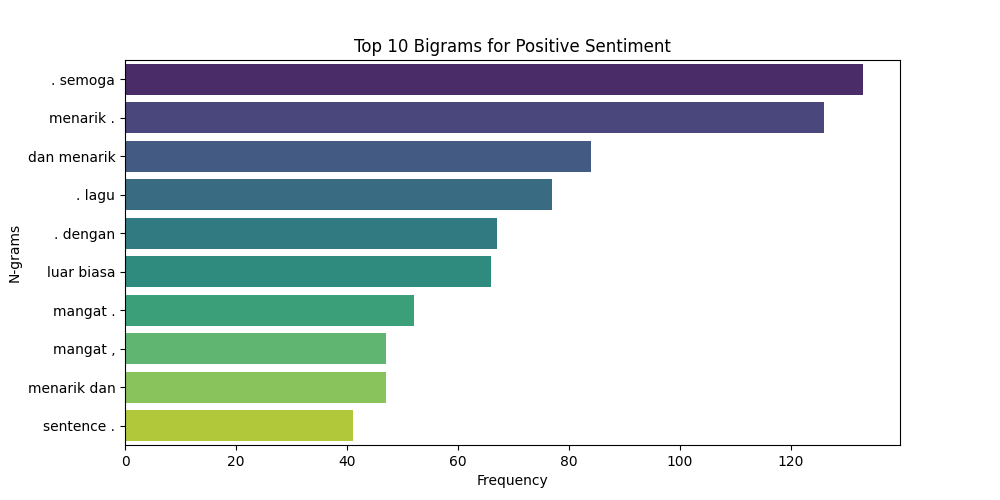 Top 10 Bigrams for Positive Sentiment
N-grams
. semoga
menarik .
dan menarik
. lagu
. dengan
luar biasa
mangat .
mangat ,
menarik dan
sentence .
0 20 40 60 80 100 120
Frequency